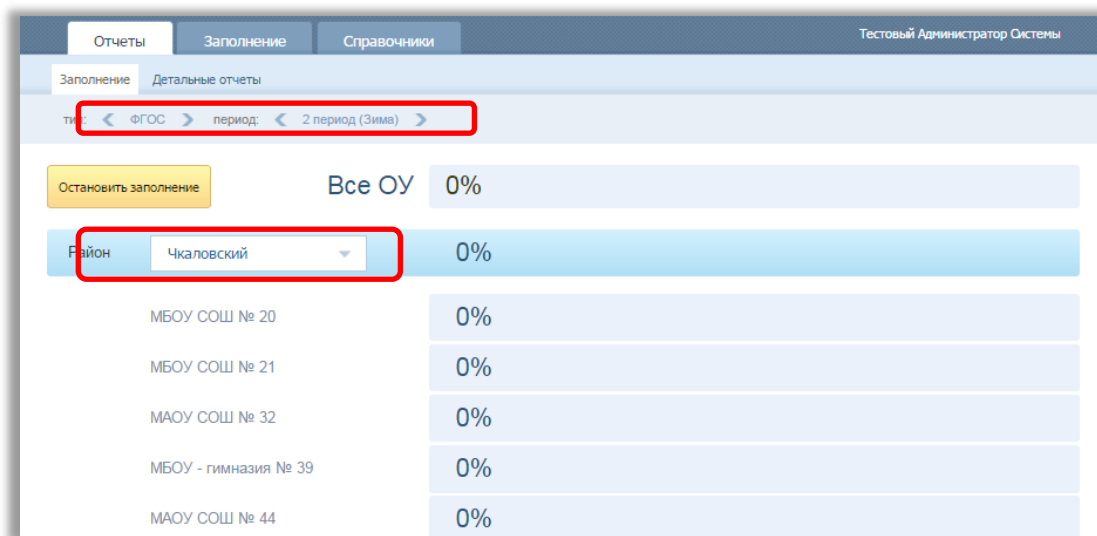 Отчеты Заполнение Справочники Тестовый Администратор Системы
Заполнение Детальные отчеты
тип: ФГОС период: 2 период (Зима)
Остановить заполнение Все ОУ 0%
Район Чкаловский 0%
МБОУ СОШ № 20 0%
МБОУ СОШ № 21 0%
МАОУ СОШ № 32 0%
МБОУ - гимназия № 39 0%
МАОУ СОШ № 44 0%